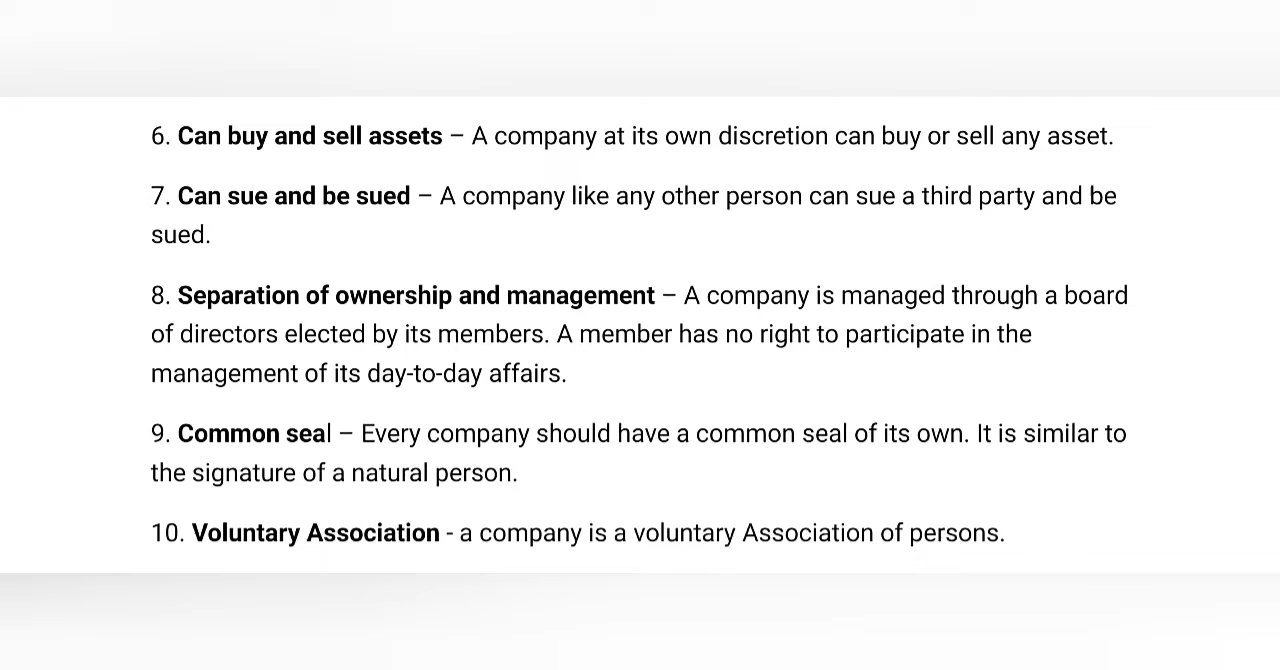 6. Can buy and sell assets – A company at its own discretion can buy or sell any asset.
7. Can sue and be sued – A company like any other person can sue a third party and be
sued.
8. Separation of ownership and management – A company is managed through a board
of directors elected by its members. A member has no right to participate in the
management of its day-to-day affairs.
9. Common seal – Every company should have a common seal of its own. It is similar to
the signature of a natural person.
10. Voluntary Association - a company is a voluntary Association of persons.